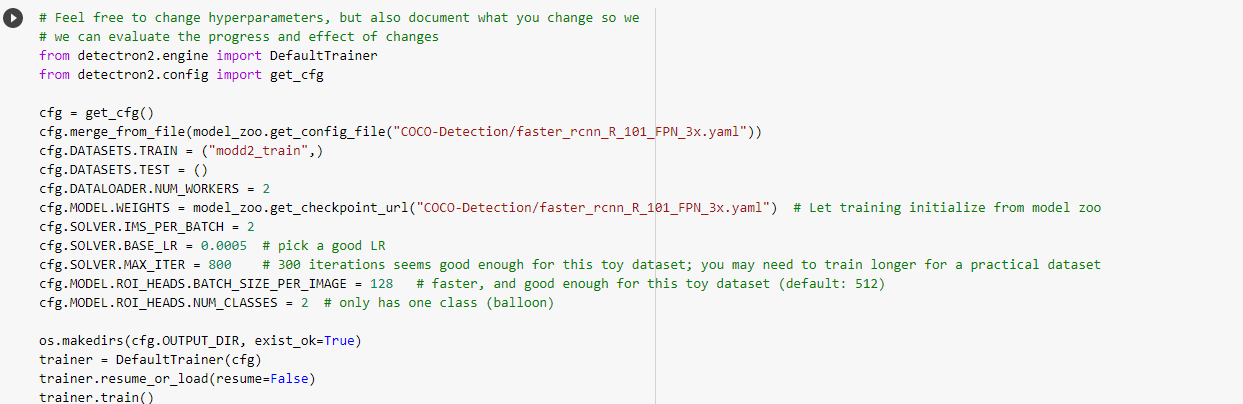 # Feel free to change hyperparameters, but also document what you change so we
# we can evaluate the progress and effect of changes
from detectron2.engine import DefaultTrainer
from detectron2.config import get_cfg

cfg = get_cfg()
cfg.merge_from_file(model_zoo.get_config_file("COCO-Detection/faster_rcnn_R_101_FPN_3x.yaml"))
cfg.DATASETS.TRAIN = ("modd2_train",)
cfg.DATASETS.TEST = ()
cfg.DATALOADER.NUM_WORKERS = 2
cfg.MODEL.WEIGHTS = model_zoo.get_checkpoint_url("COCO-Detection/faster_rcnn_R_101_FPN_3x.yaml")  # Let training initialize from model zoo
cfg.SOLVER.IMS_PER_BATCH = 2
cfg.SOLVER.BASE_LR = 0.0005  # pick a good LR
cfg.SOLVER.MAX_ITER = 800    # 300 iterations seems good enough for this toy dataset; you may need to train longer for a practical dataset
cfg.MODEL.ROI_HEADS.BATCH_SIZE_PER_IMAGE = 128   # faster, and good enough for this toy dataset (default: 512)
cfg.MODEL.ROI_HEADS.NUM_CLASSES = 2  # only has one class (balloon)

os.makedirs(cfg.OUTPUT_DIR, exist_ok=True)
trainer = DefaultTrainer(cfg)
trainer.resume_or_load(resume=False)
trainer.train()